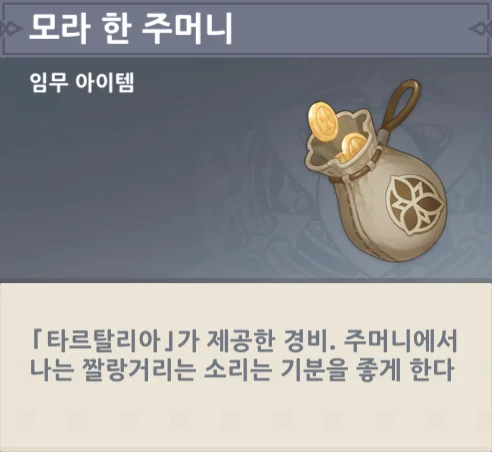 모라 한 주머니
임무 아이템
「타르탈리아」가 제공한 경비. 주머니에서
나는 짤랑거리는 소리는 기분을 좋게 한다